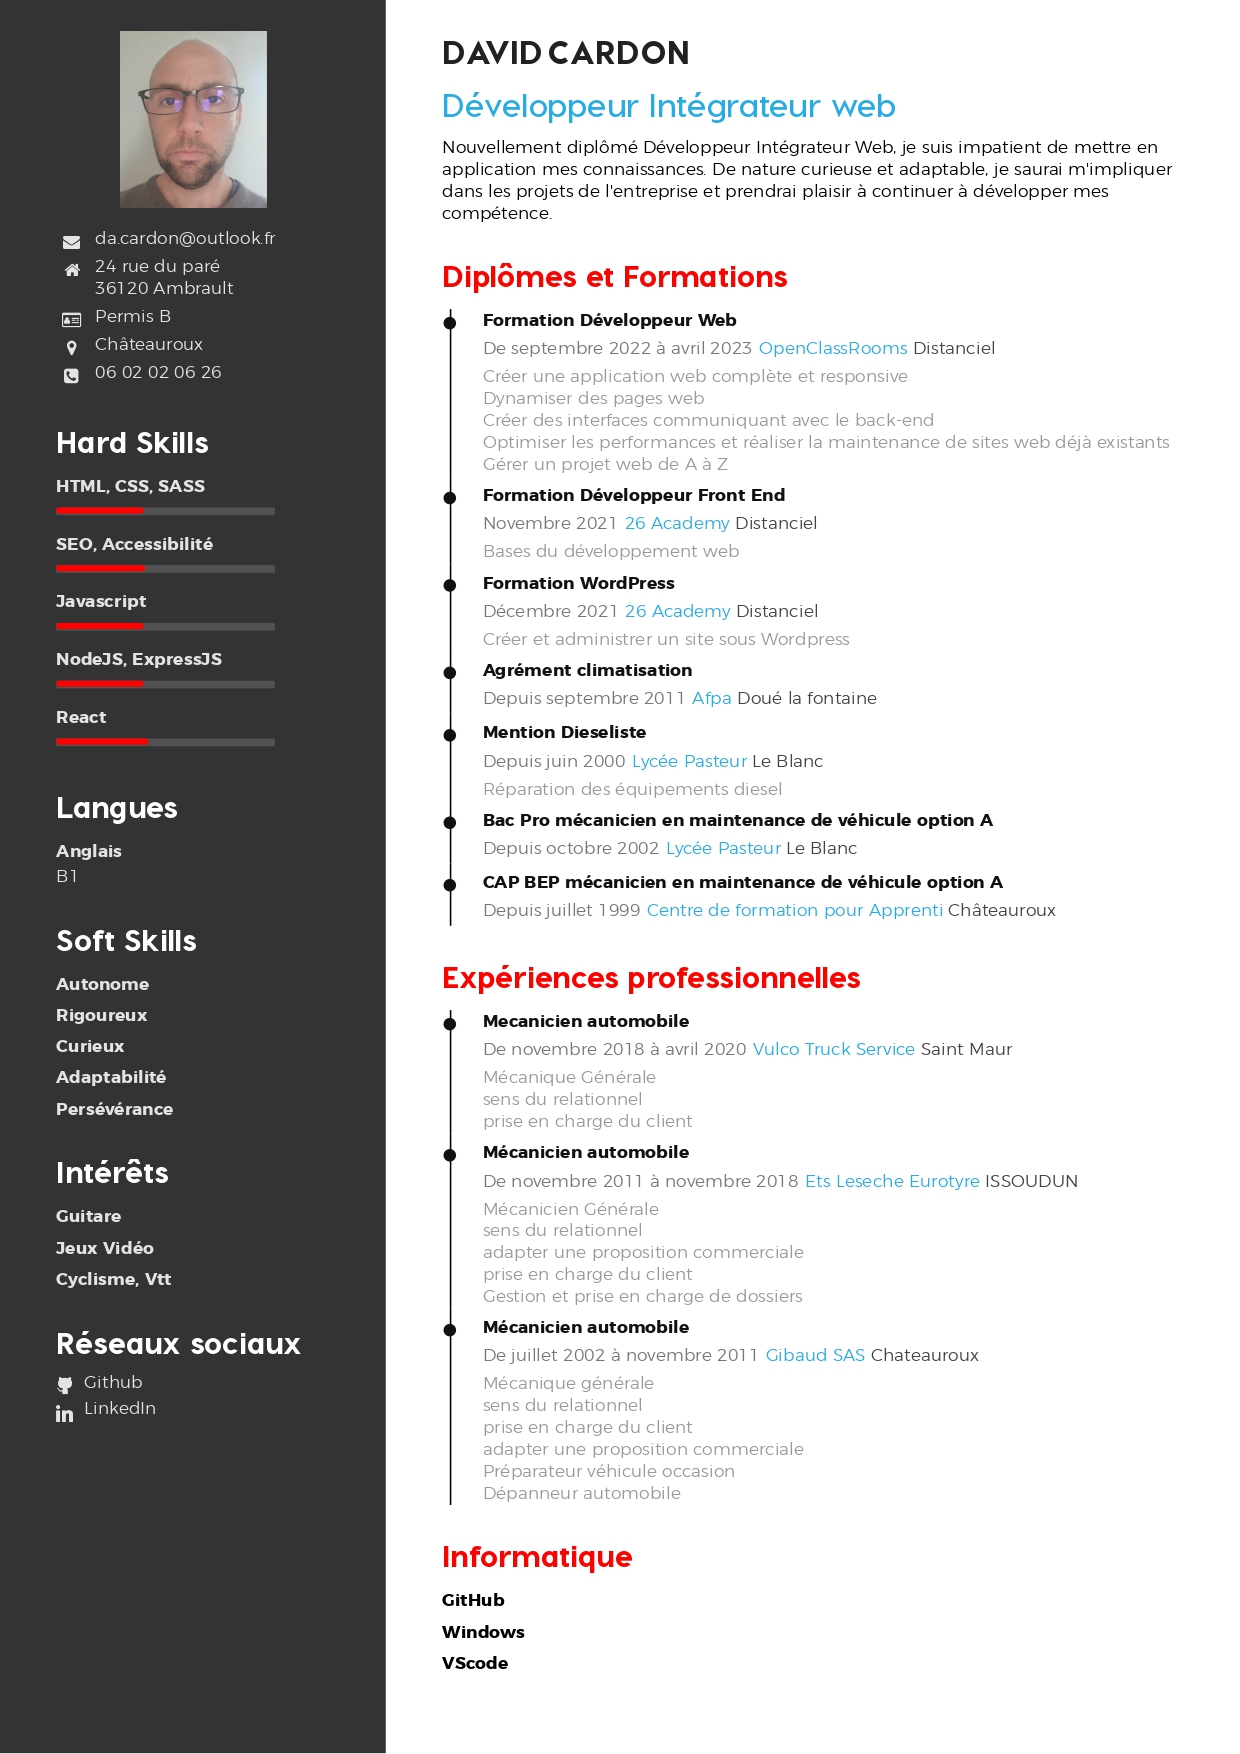 da.cardon@outlook.fr
24 rue du paré
36120 Ambrault
Permis B
Châteauroux
06 02 02 06 26
Hard Skills
HTML, CSS, SASS
SEO, Accessibilité
Javascript
NodeJS, ExpressJS
React
Langues
Anglais
B1
Soft Skills
Autonome
Rigoureux
Curieux
Adaptabilité
Persévérance
Intérêts
Guitare
Jeux Vidéo
Cyclisme, Vtt
Réseaux sociaux
Github
LinkedIn
DAVID CARDON
Développeur Intégrateur web
Nouvellement diplômé Développeur Intégrateur Web, je suis impatient de mettre en
application mes connaissances. De nature curieuse et adaptable, je saurai m'impliquer
dans les projets de l'entreprise et prendrai plaisir à continuer à développer mes
compétence.
Diplômes et Formations
Formation Développeur Web
De septembre 2022 à avril 2023 OpenClassRooms Distanciel
Créer une application web complète et responsive
Dynamiser des pages web
Créer des interfaces communiquant avec le back-end
Optimiser les performances et réaliser la maintenance de sites web déjà existants
Gérer un projet web de A à Z
Formation Développeur Front End
Novembre 2021 26 Academy Distanciel
Bases du développement web
Formation WordPress
Décembre 2021 26 Academy Distanciel
Créer et administrer un site sous Wordpress
Agrément climatisation
Depuis septembre 2011 Afpa Doué la fontaine
Mention Dieseliste
Depuis juin 2000 Lycée Pasteur Le Blanc
Réparation des équipements diesel
Bac Pro mécanicien en maintenance de véhicule option A
Depuis octobre 2002 Lycée Pasteur Le Blanc
CAP BEP mécanicien en maintenance de véhicule option A
Depuis juillet 1999 Centre de formation pour Apprenti Châteauroux
Expériences professionnelles
Mecanicien automobile
De novembre 2018 à avril 2020 Vulco Truck Service Saint Maur
Mécanique Générale
sens du relationnel
prise en charge du client
Mécanicien automobile
De novembre 2011 à novembre 2018 Ets Leseche Eurotyre ISSOUDUN
Mécanicien Générale
sens du relationnel
adapter une proposition commerciale
prise en charge du client
Gestion et prise en charge de dossiers
Mécanicien automobile
De juillet 2002 à novembre 2011 Gibaud SAS Chateauroux
Mécanique générale
sens du relationnel
prise en charge du client
adapter une proposition commerciale
Préparateur véhicule occasion
Dépanneur automobile
Informatique
GitHub
Windows
VScode